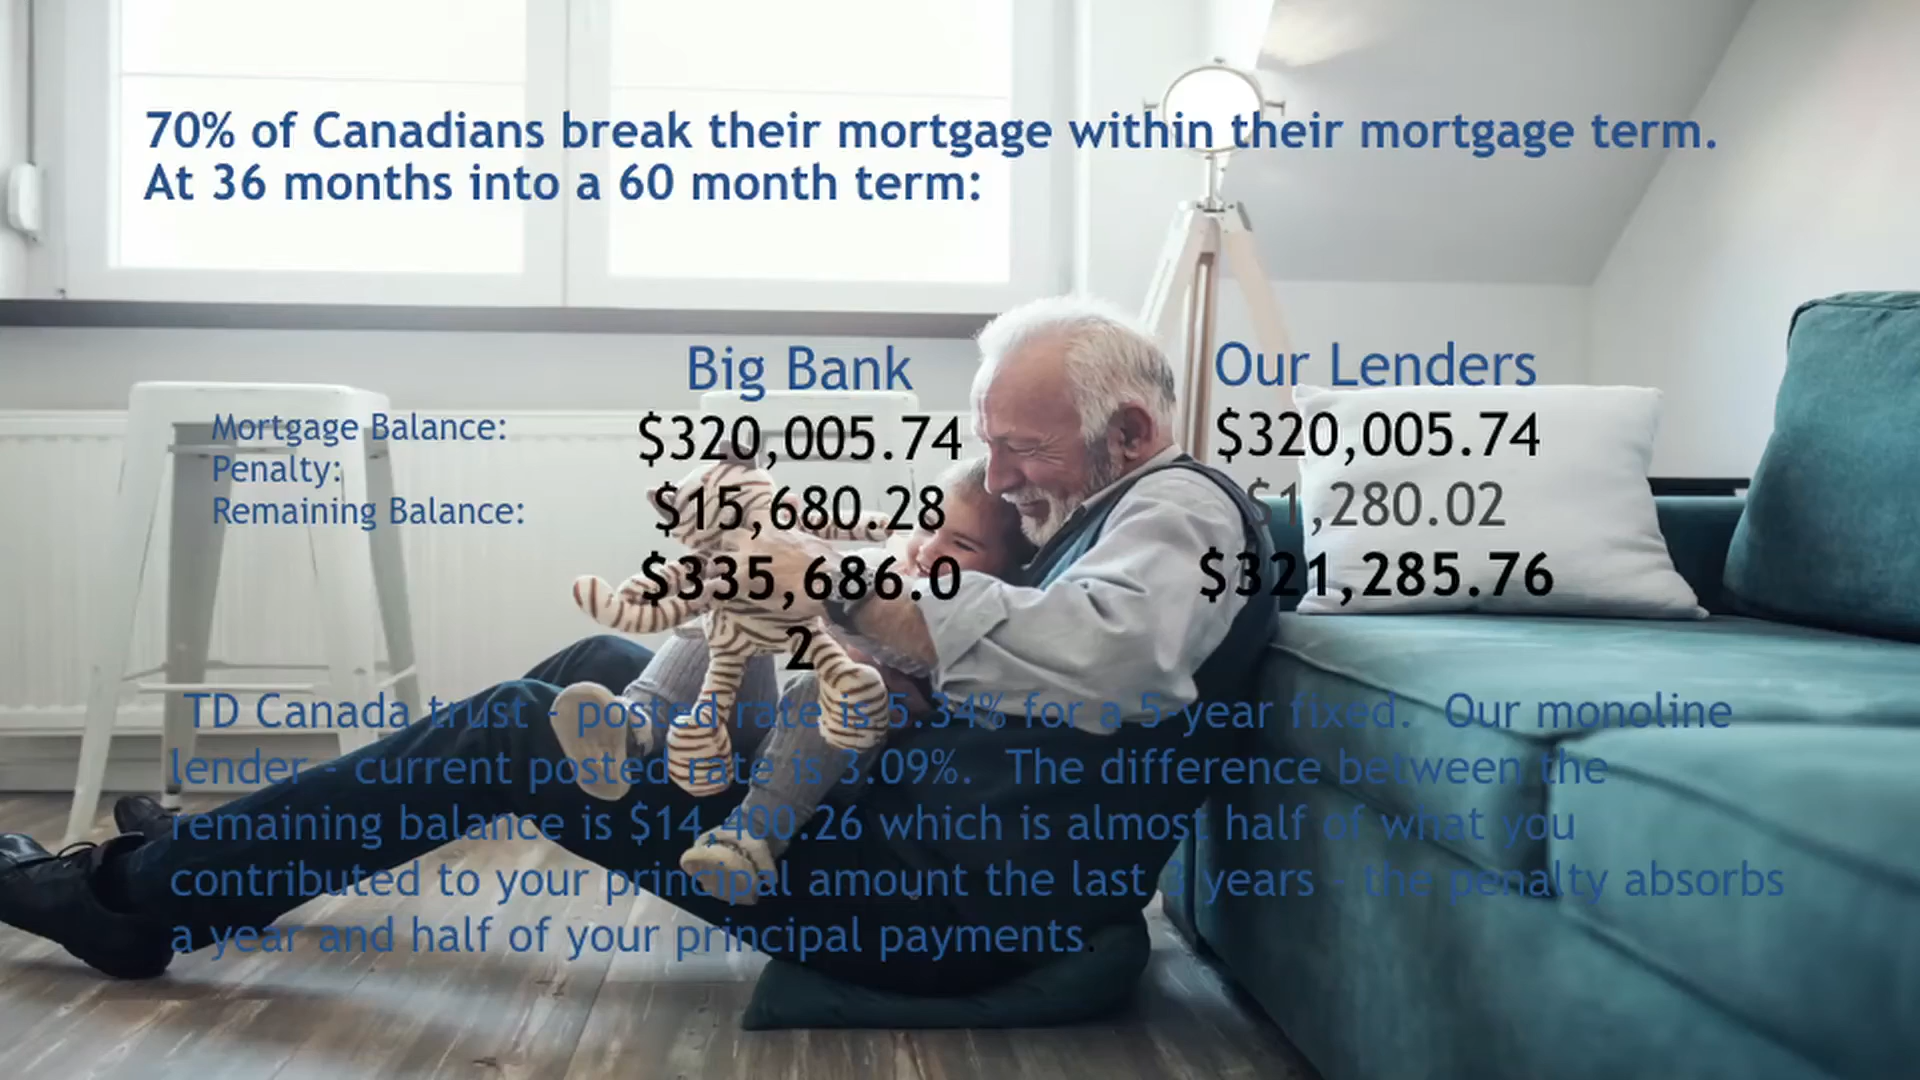 70% of Canadians break their mortgage within their mortgage term.
At 36 months into a 60 month term:
Big Bank
Our Lenders
Mortgage Balance:
$320,005.74
$320,005.74
Penalty:
$15,680.28
$1,280.02
Remaining Balance:
$335,686.0
2
$321,285.76
TD Canada trust - posted rate is 5.34% for a 5-year fixed. Our monoline
lender - current posted rate is 3.09%. The difference between the
remaining balance is $14,400.26 which is almost half of what you
contributed to your principal amount the last 3 years - the penalty absorbs
a year and half of your principal payments.